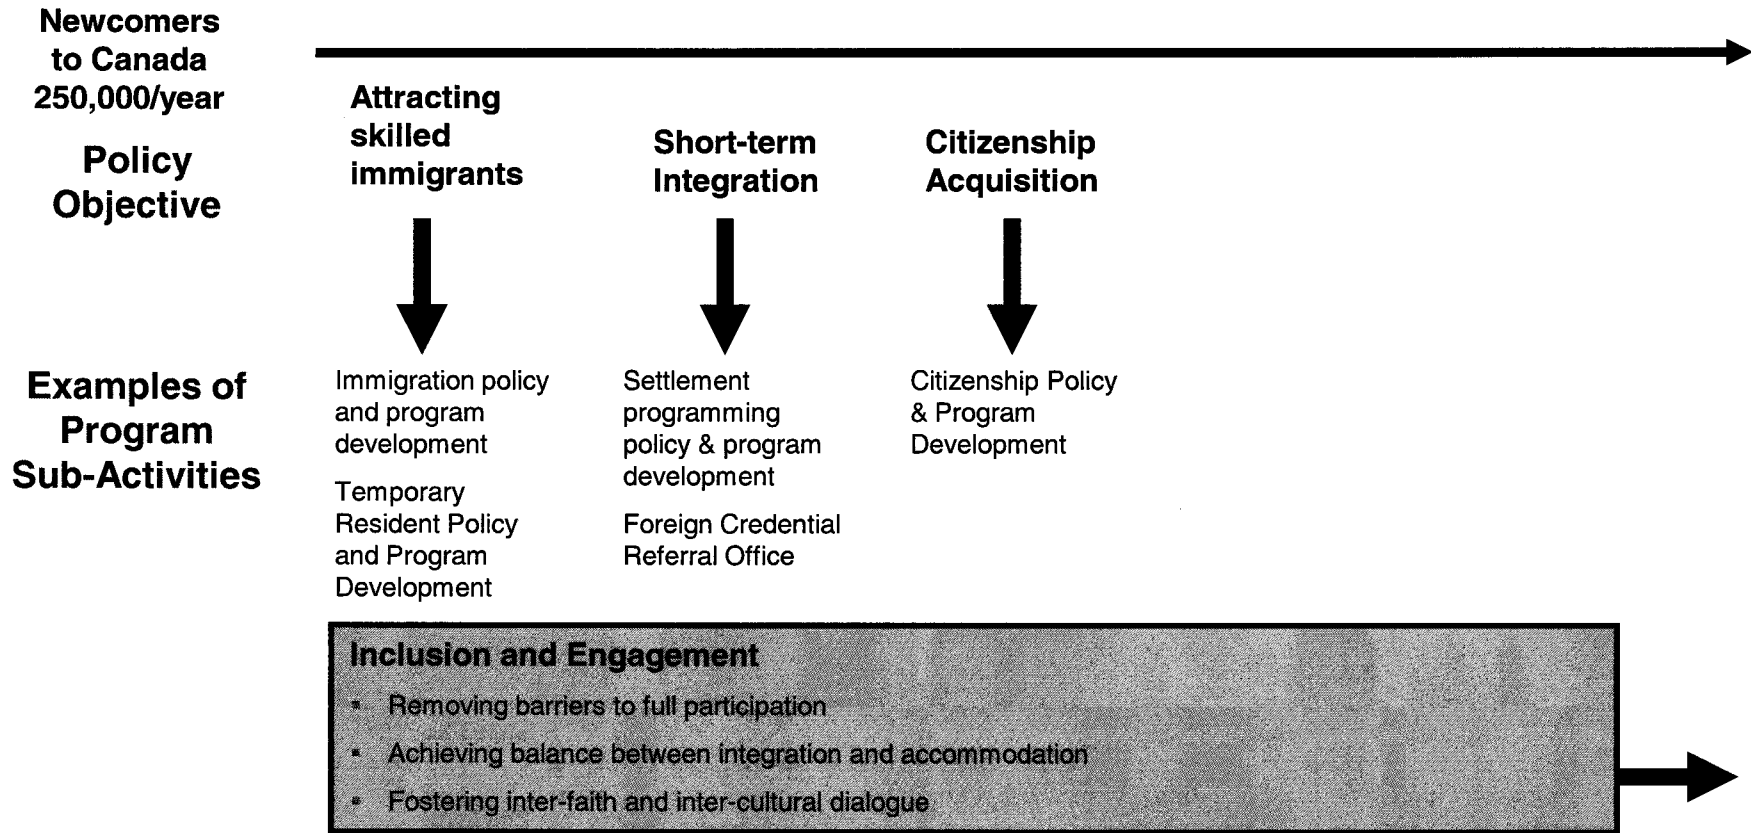 Newcomers
to Canada
250,000/year
Policy
Objective
Attracting
skilled
immigrants
Short-term
Integration
Citizenship
Acquisition
Examples of
Program
Sub-Activities
Immigration policy
and program
development
Temporary
Resident Policy
and Program
Development
Settlement
programming
policy & program
development
Foreign Credential
Referral Office
Citizenship Policy
& Program
Development
Inclusion and Engagement
▪ Removing barriers to full participation
▪ Achieving balance between integration and accommodation
▪ Fostering inter-faith and inter-cultural dialogue